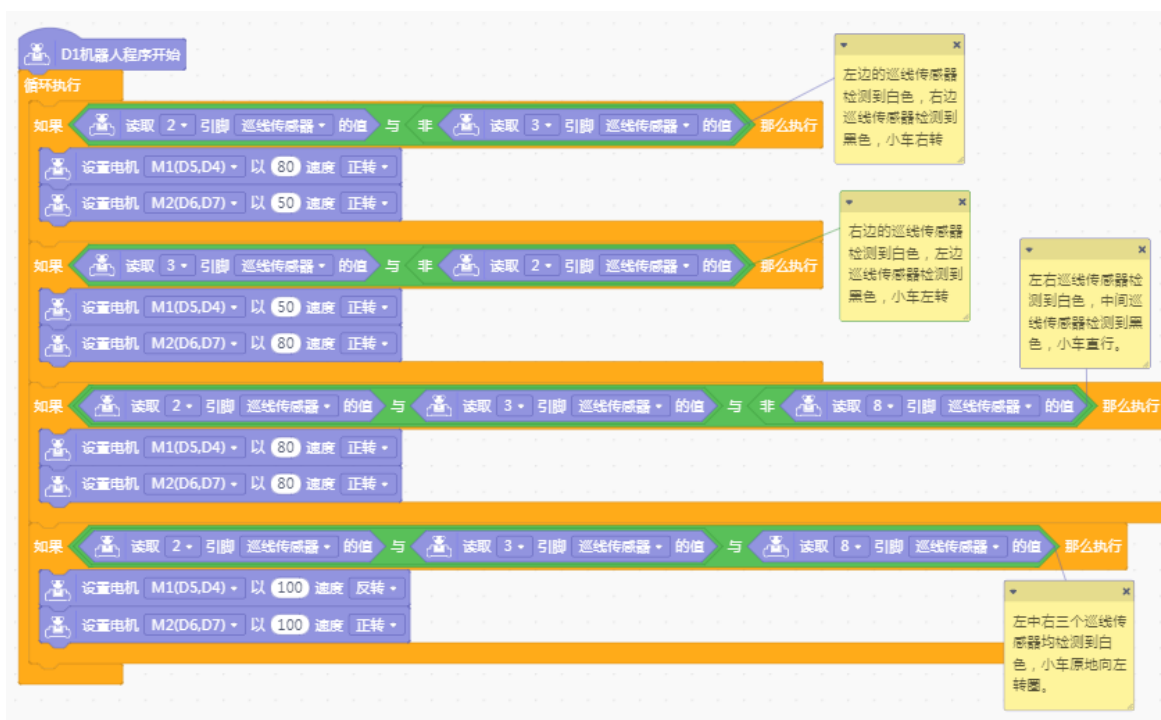 D1机器人程序开始
循环执行
如果 读取 2 引脚 巡线传感器 的值 与 非 读取 3 引脚 巡线传感器 的值 那么执行
设置电机 M1(D5,D4) 以 80 速度 正转
设置电机 M2(D6,D7) 以 50 速度 正转
左边的巡线传感器
检测到白色，右边
巡线传感器检测到
黑色，小车右转
如果 读取 3 引脚 巡线传感器 的值 与 非 读取 2 引脚 巡线传感器 的值 那么执行
设置电机 M1(D5,D4) 以 50 速度 正转
设置电机 M2(D6,D7) 以 80 速度 正转
右边的巡线传感器
检测到白色，左边
巡线传感器检测到
黑色，小车左转
如果 读取 2 引脚 巡线传感器 的值 与 读取 3 引脚 巡线传感器 的值 与 非 读取 8 引脚 巡线传感器 的值 那么执行
设置电机 M1(D5,D4) 以 80 速度 正转
设置电机 M2(D6,D7) 以 80 速度 正转
左右巡线传感器检
测到白色，中间巡
线传感器检测到黑
色，小车直行。
如果 读取 2 引脚 巡线传感器 的值 与 读取 3 引脚 巡线传感器 的值 与 读取 8 引脚 巡线传感器 的值 那么执行
设置电机 M1(D5,D4) 以 100 速度 反转
设置电机 M2(D6,D7) 以 100 速度 正转
左中右三个巡线传
感器均检测到白
色，小车原地向左
转圈。